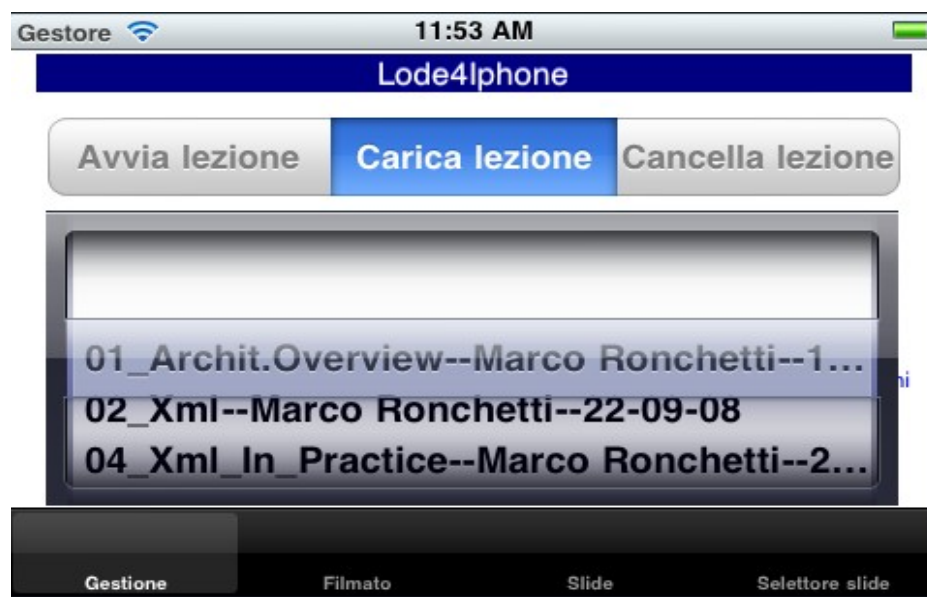 Gestore 11:53 AM
Lode4Iphone
Avvia lezione Carica lezione Cancella lezione
01_Archit.Overview--Marco Ronchetti--1...
ni
02_Xml--Marco Ronchetti--22-09-08
04_Xml_In_Practice--Marco Ronchetti--2...
Gestione Filmato Slide Selettore slide